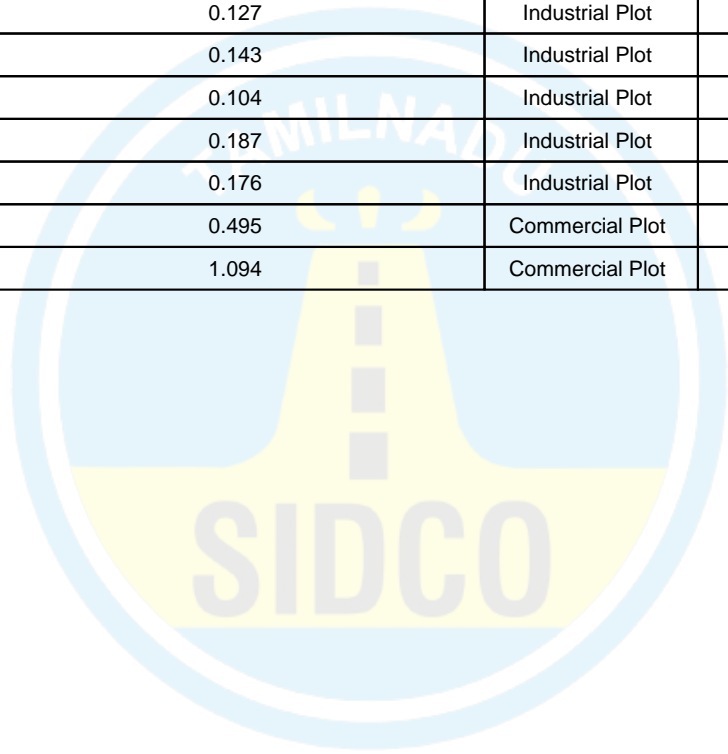 0.127 Industrial Plot
0.143 Industrial Plot
0.104 Industrial Plot
0.187 Industrial Plot
0.176 Industrial Plot
0.495 Commercial Plot
1.094 Commercial Plot
TAMILNADU
SIDCO